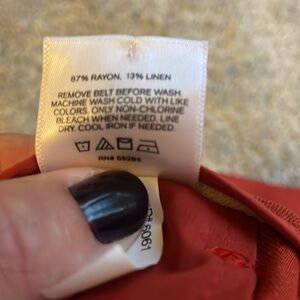 87% RAYON, 13% LINEN
REMOVE BELT BEFORE WASH.
MACHINE WASH COLD WITH LIKE
COLORS. ONLY NON-CHLORINE
BLEACH WHEN NEEDED. LINE
DRY. COOL IRON IF NEEDED.
6061